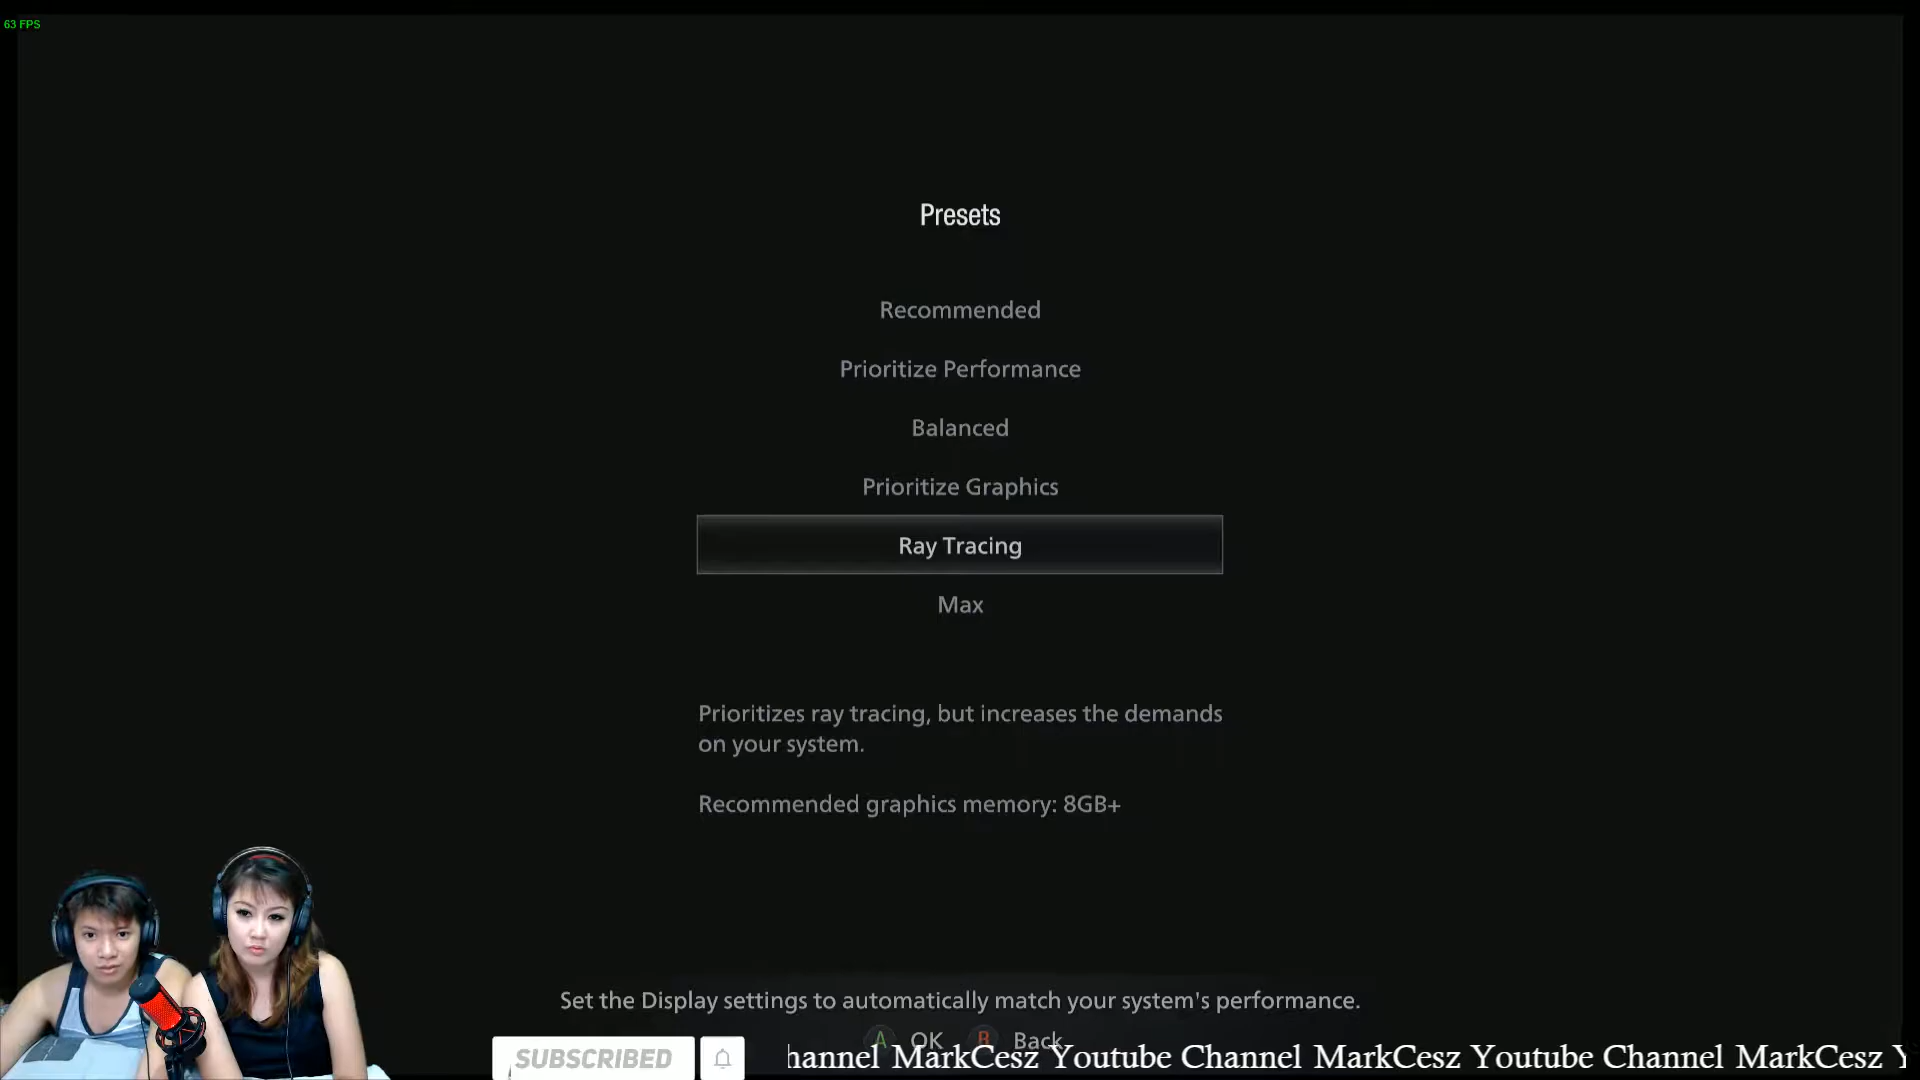 63 FPS
Presets
Recommended
Prioritize Performance
Balanced
Prioritize Graphics
Ray Tracing
Max
Prioritizes ray tracing, but increases the demands
on your system.
Recommended graphics memory: 8GB+
Set the Display settings to automatically match your system's performance.
A OK B Back
SUBSCRIBED
hannel MarkCesz Youtube Channel MarkCesz Youtube Channel MarkCesz Y